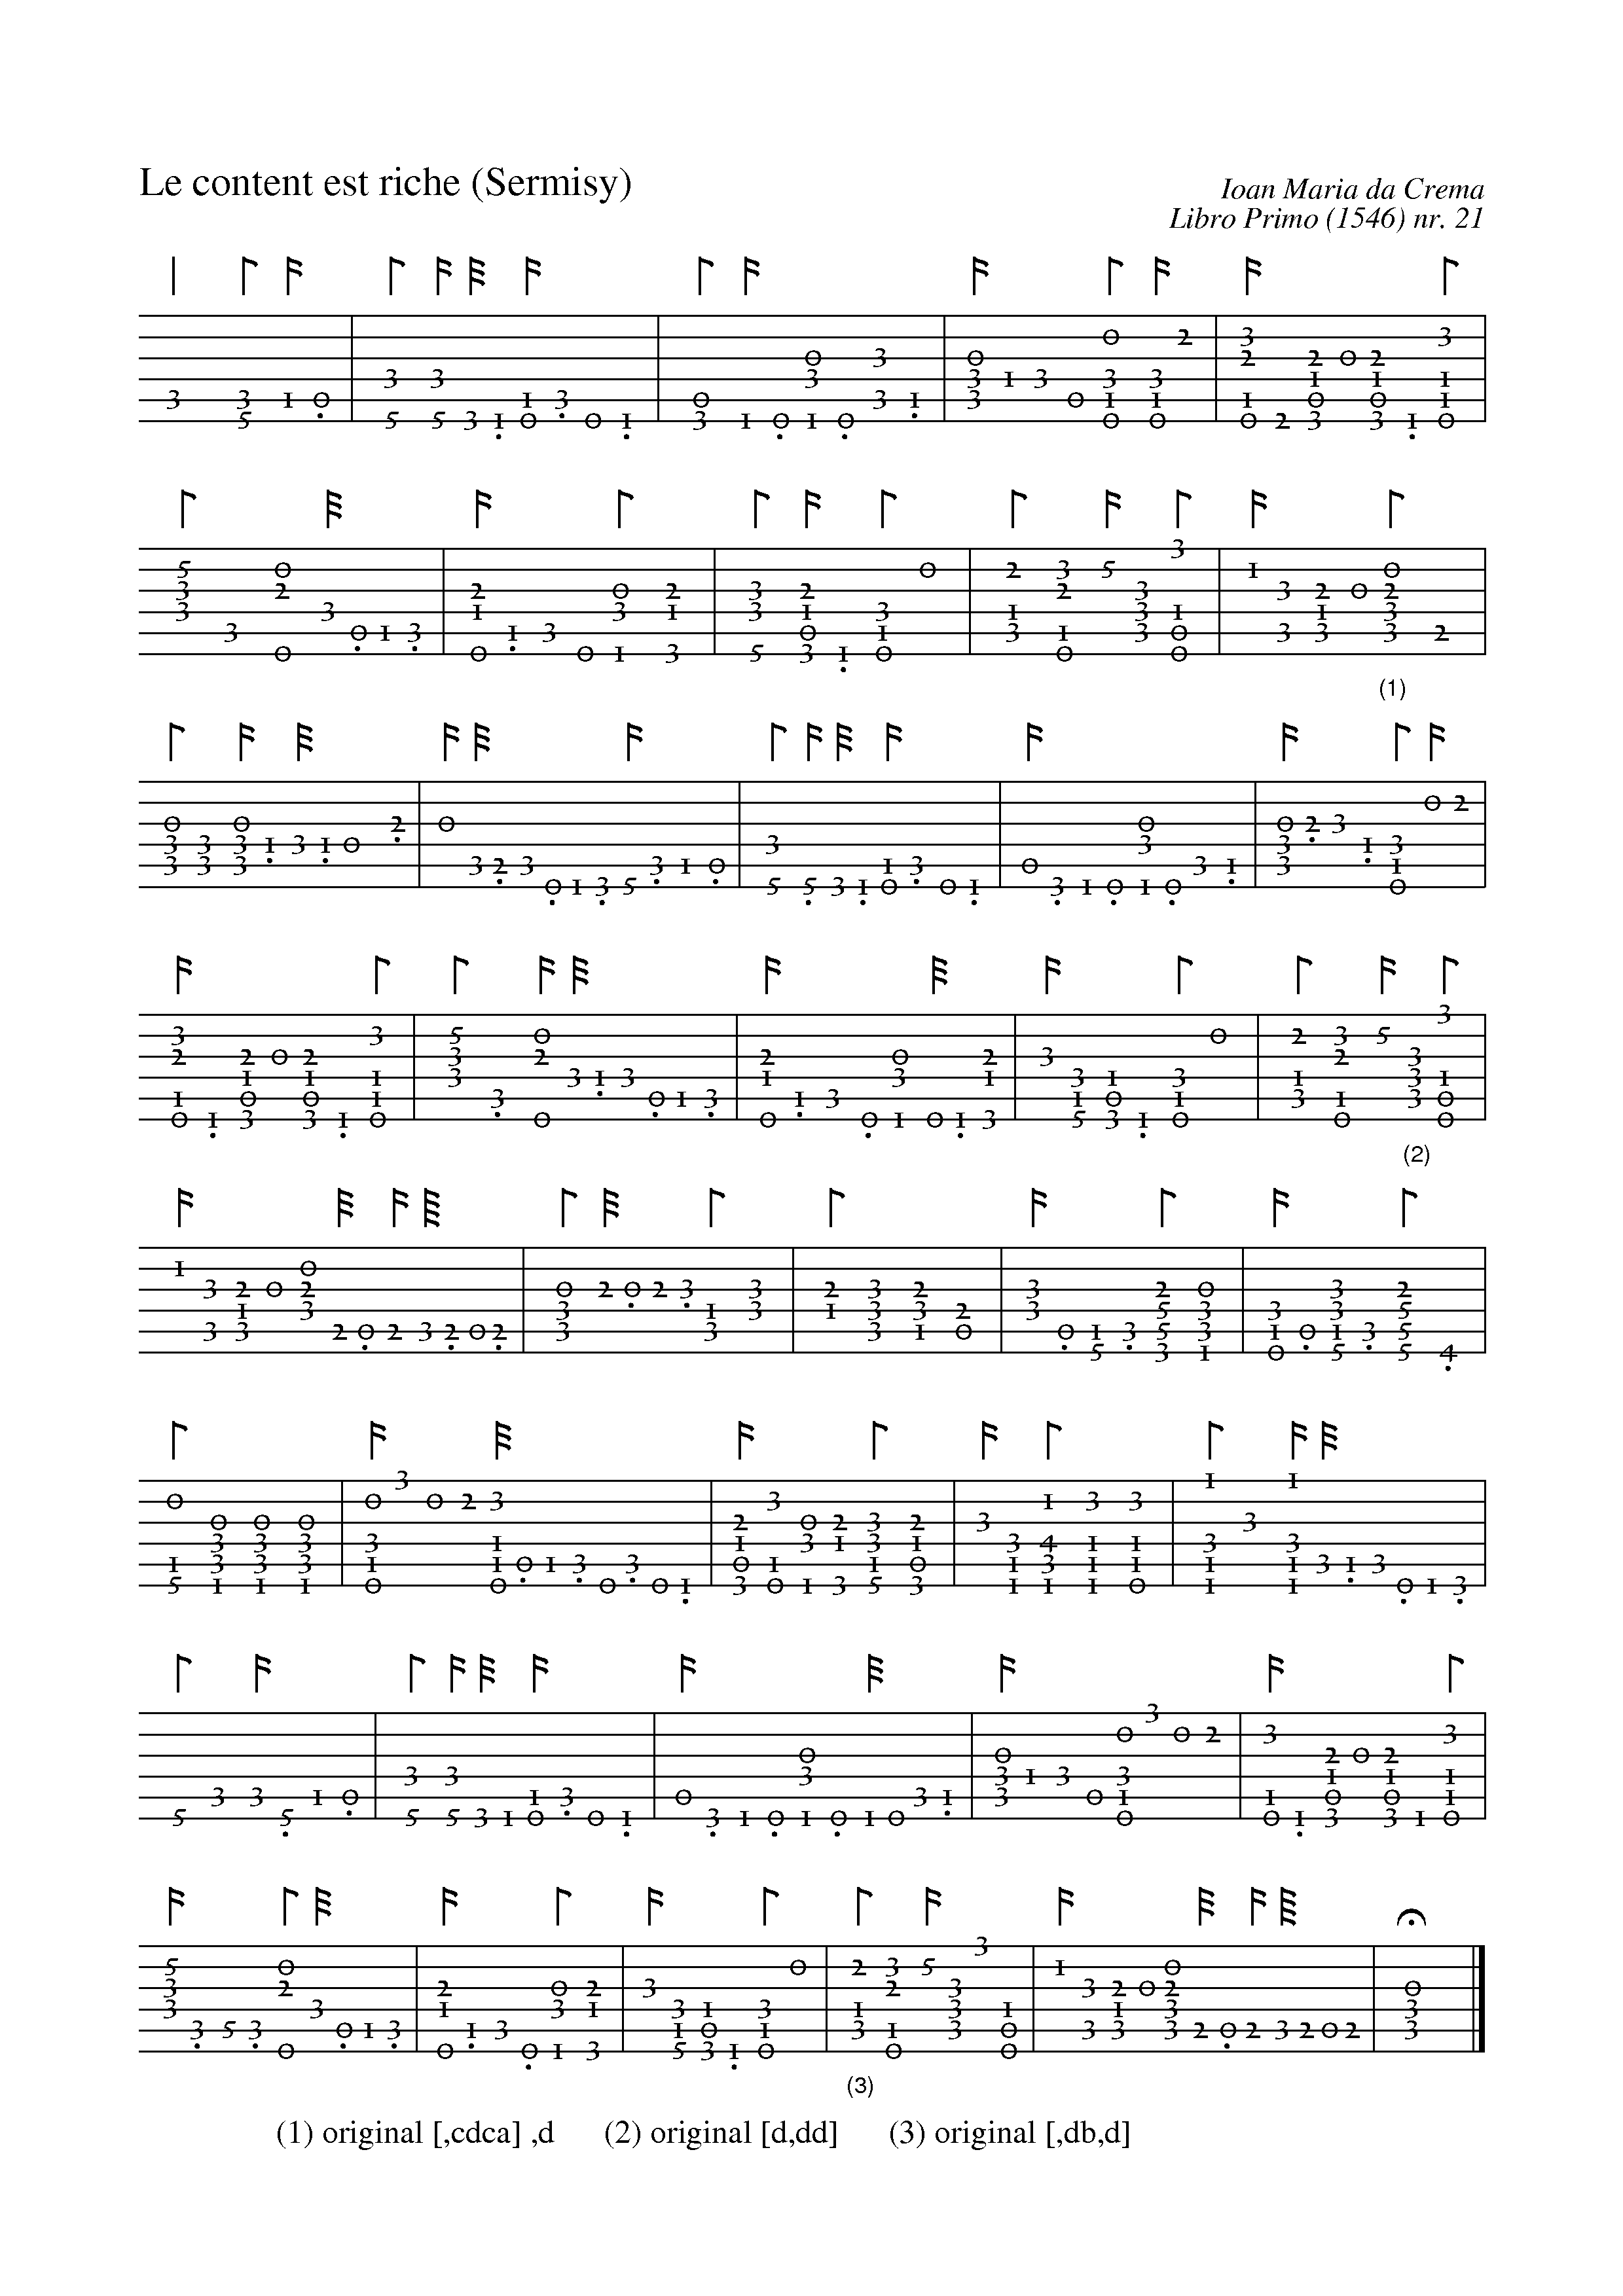 Le content est riche (Sermisy)
Ioan Maria da Crema
Libro Primo (1546) nr. 21
(1)
(2)
(3)
(1) original [,cdca] ,d (2) original [d,dd] (3) original [,db,d]